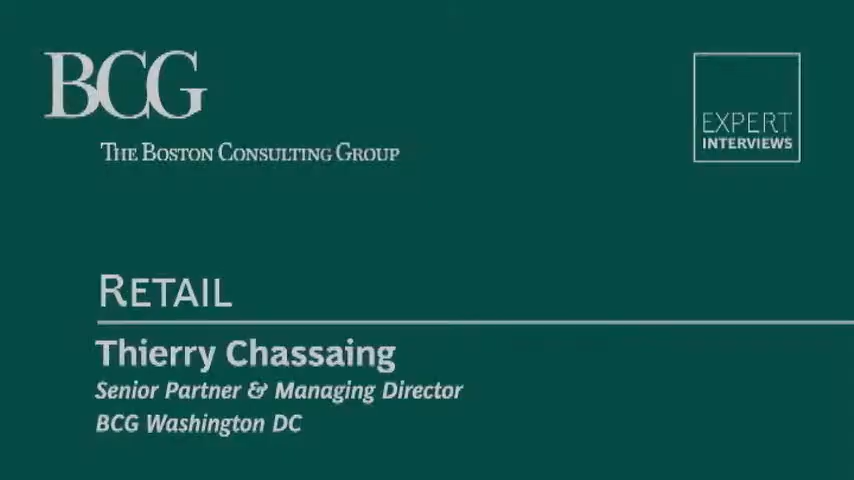 BCG
The Boston Consulting Group
EXPERT
INTERVIEWS
Retail
Thierry Chassaing
Senior Partner & Managing Director
BCG Washington DC